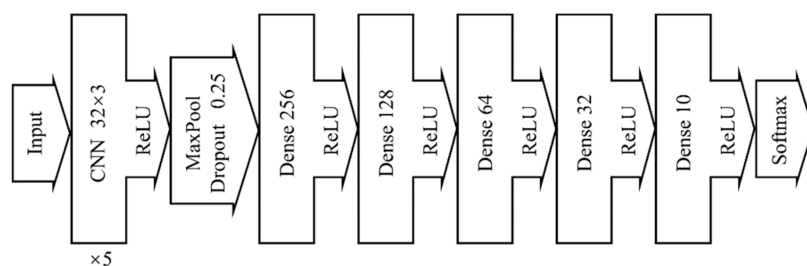 Input
CNN 32×3
ReLU
×5
MaxPool
Dropout 0.25
Dense 256
ReLU
Dense 128
ReLU
Dense 64
ReLU
Dense 32
ReLU
Dense 10
ReLU
Softmax